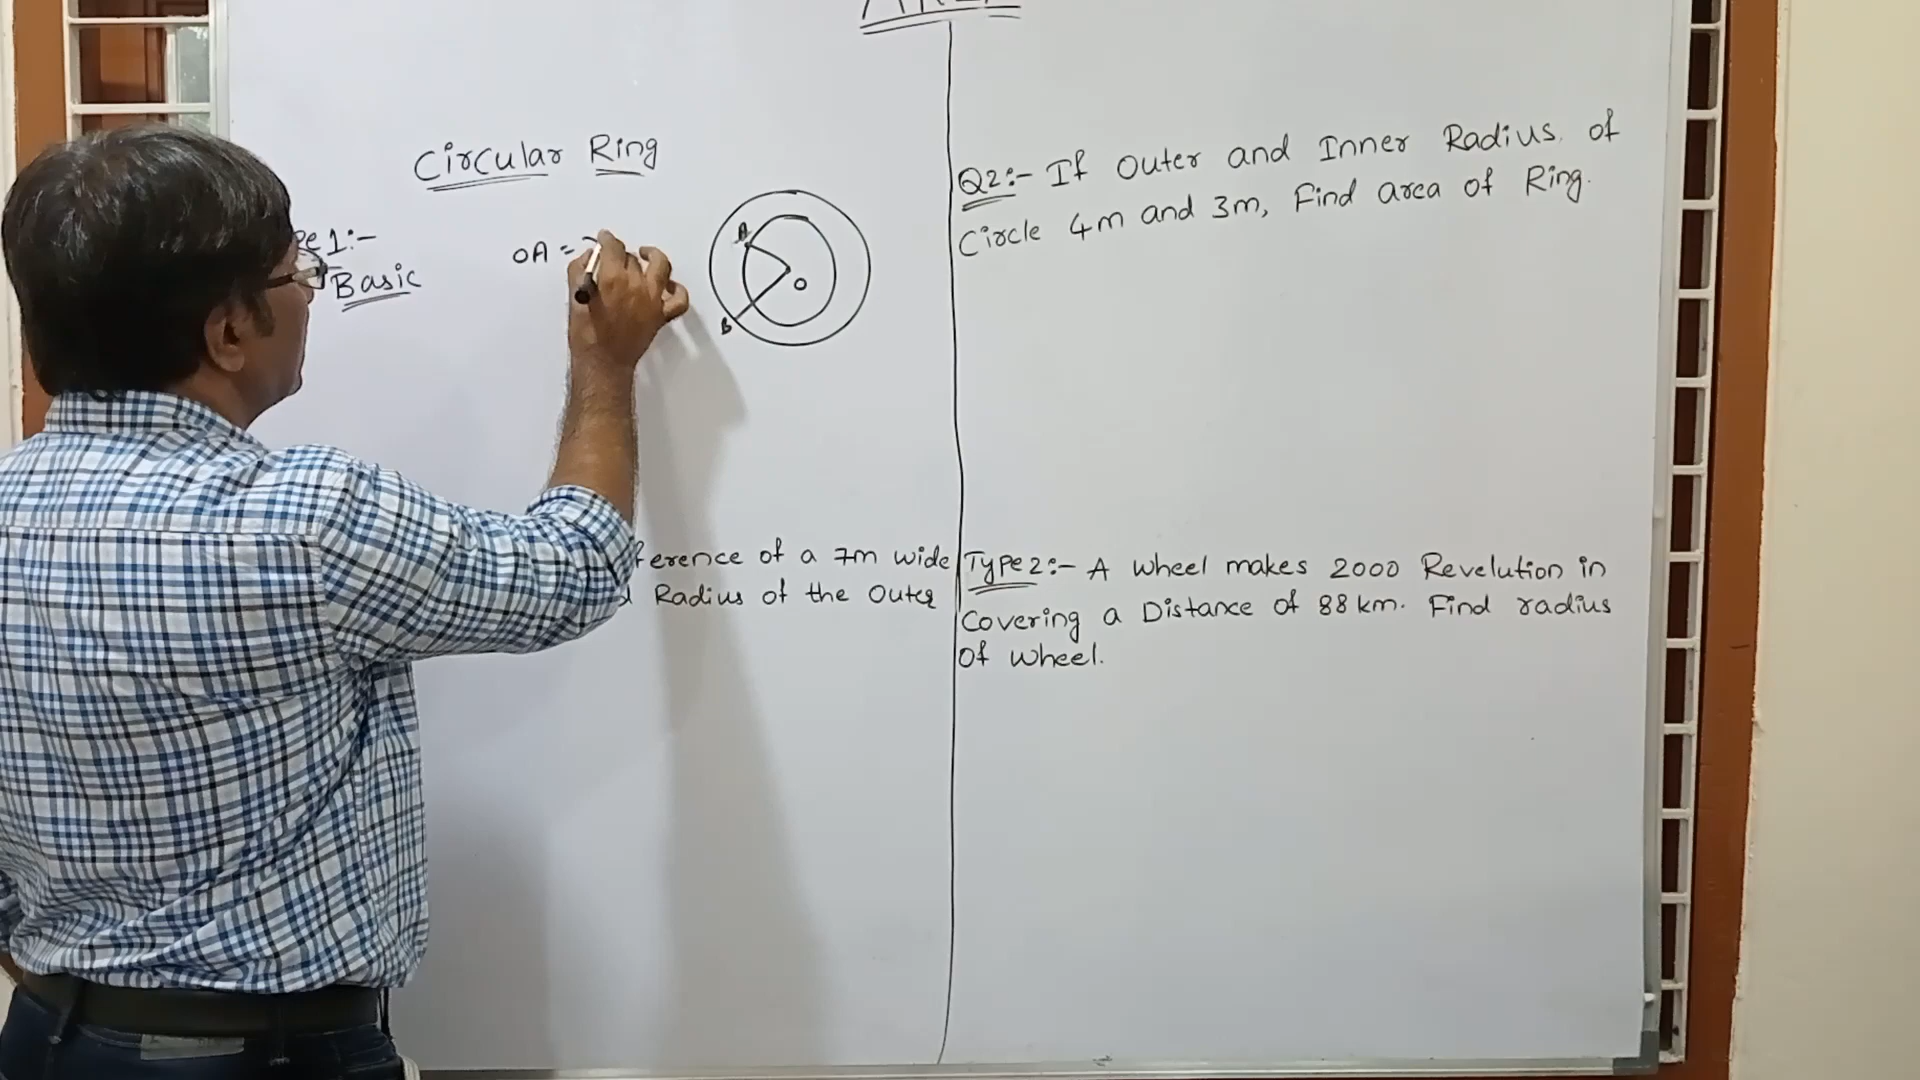 Circular Ring
1:-
Basic
OA =
A
O
B
Q2:- If Outer and Inner Radius of
Circle 4m and 3m, Find area of Ring.
of a 7m wide
Radius of the Outer
Type 2:- A Wheel makes 2000 Revelution in
Covering a Distance of 88 km. Find radius
Of Wheel.